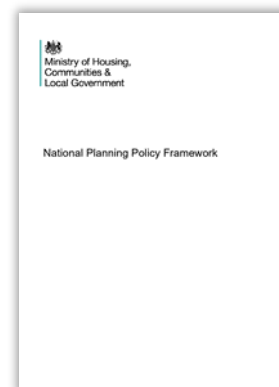 Ministry of Housing,
Communities &
Local Government
National Planning Policy Framework